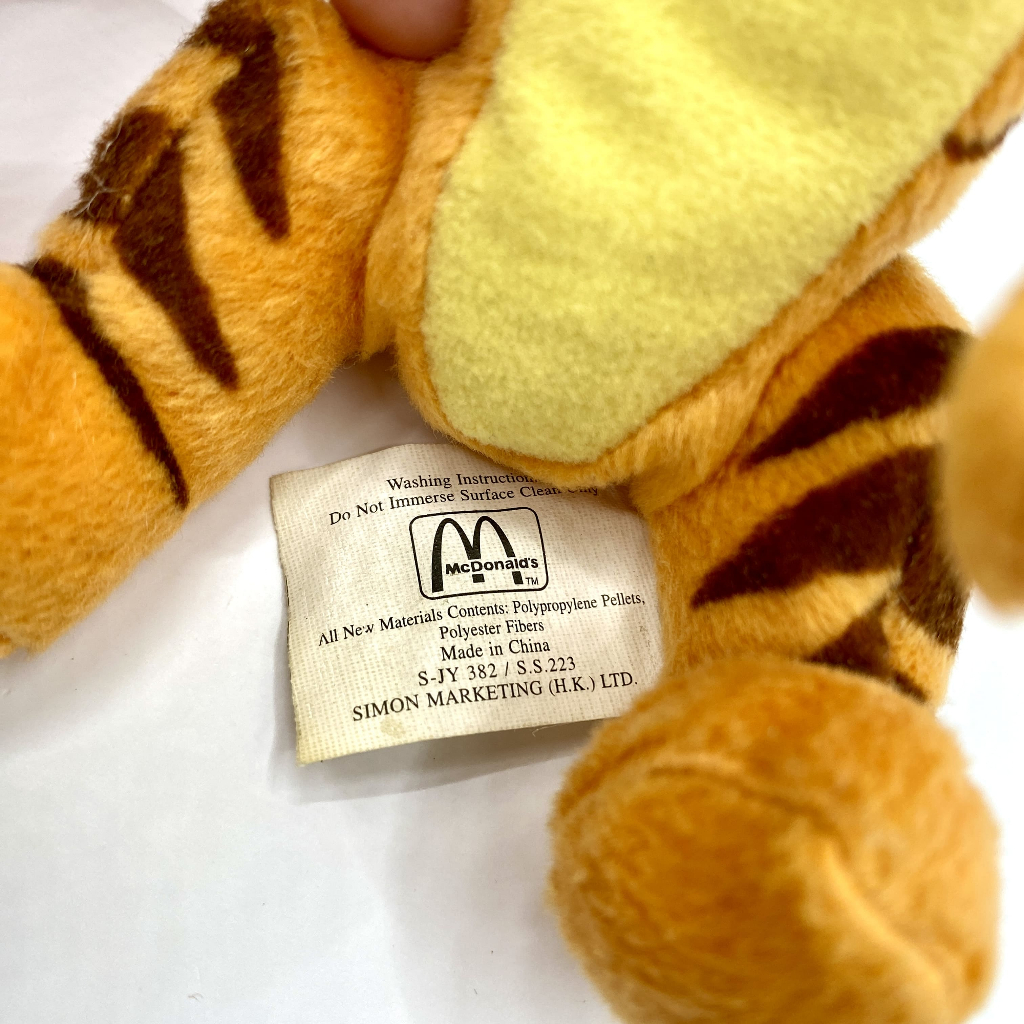 Washing Instruction
Do Not Immerse Surface Clean Only
McDonald's
TM
All New Materials Contents: Polypropylene Pellets,
Polyester Fibers
Made in China
S-JY 382 / S.S.223
SIMON MARKETING (H.K.) LTD.